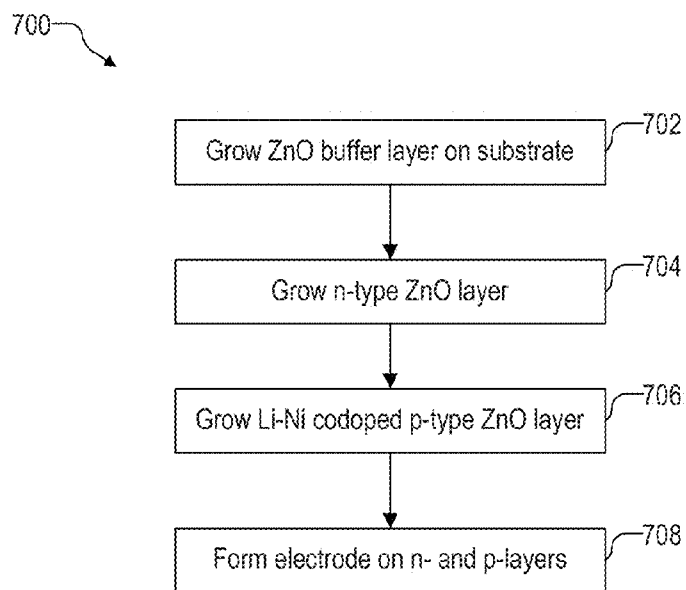 700
702
Grow ZnO buffer layer on substrate
704
Grow n-type ZnO layer
706
Grow Li-Ni codoped p-type ZnO layer
708
Form electrode on n- and p-layers